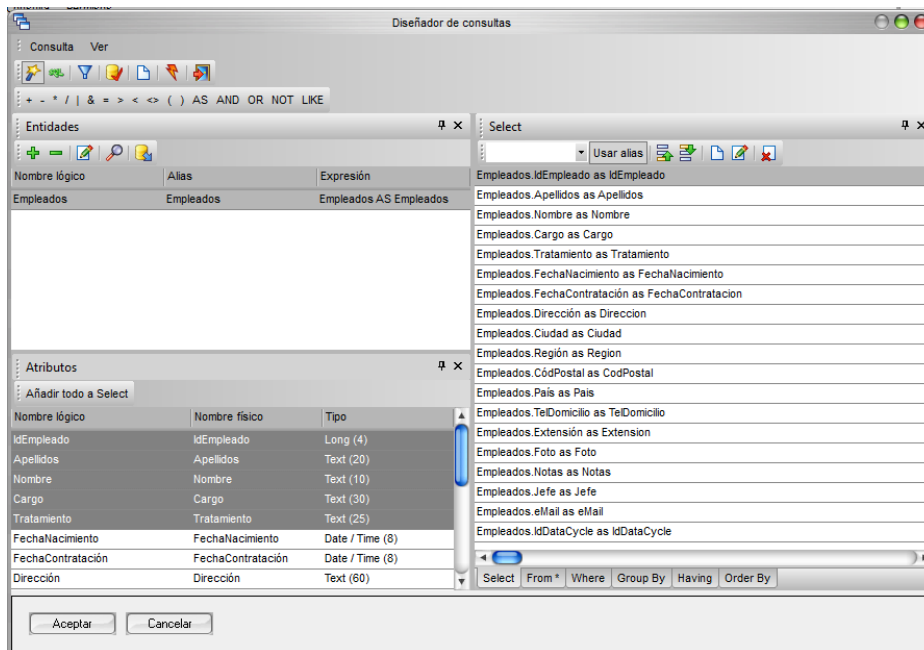 Diseñador de consultas
Consulta Ver
SQL
+ - * / | & = > < <> ( ) AS AND OR NOT LIKE
Entidades
Nombre lógico Alias Expresión
Empleados Empleados Empleados AS Empleados
Atributos
Añadir todo a Select
Nombre lógico Nombre físico Tipo
IdEmpleado IdEmpleado Long (4)
Apellidos Apellidos Text (20)
Nombre Nombre Text (10)
Cargo Cargo Text (30)
Tratamiento Tratamiento Text (25)
FechaNacimiento FechaNacimiento Date / Time (8)
FechaContratación FechaContratación Date / Time (8)
Dirección Dirección Text (60)
Select
Usar alias
Empleados.IdEmpleado as IdEmpleado
Empleados.Apellidos as Apellidos
Empleados.Nombre as Nombre
Empleados.Cargo as Cargo
Empleados.Tratamiento as Tratamiento
Empleados.FechaNacimiento as FechaNacimiento
Empleados.FechaContratación as FechaContratacion
Empleados.Dirección as Direccion
Empleados.Ciudad as Ciudad
Empleados.Región as Region
Empleados.CódPostal as CodPostal
Empleados.País as Pais
Empleados.TelDomicilio as TelDomicilio
Empleados.Extensión as Extension
Empleados.Foto as Foto
Empleados.Notas as Notas
Empleados.Jefe as Jefe
Empleados.eMail as eMail
Empleados.IdDataCycle as IdDataCycle
Select From * Where Group By Having Order By
Aceptar Cancelar